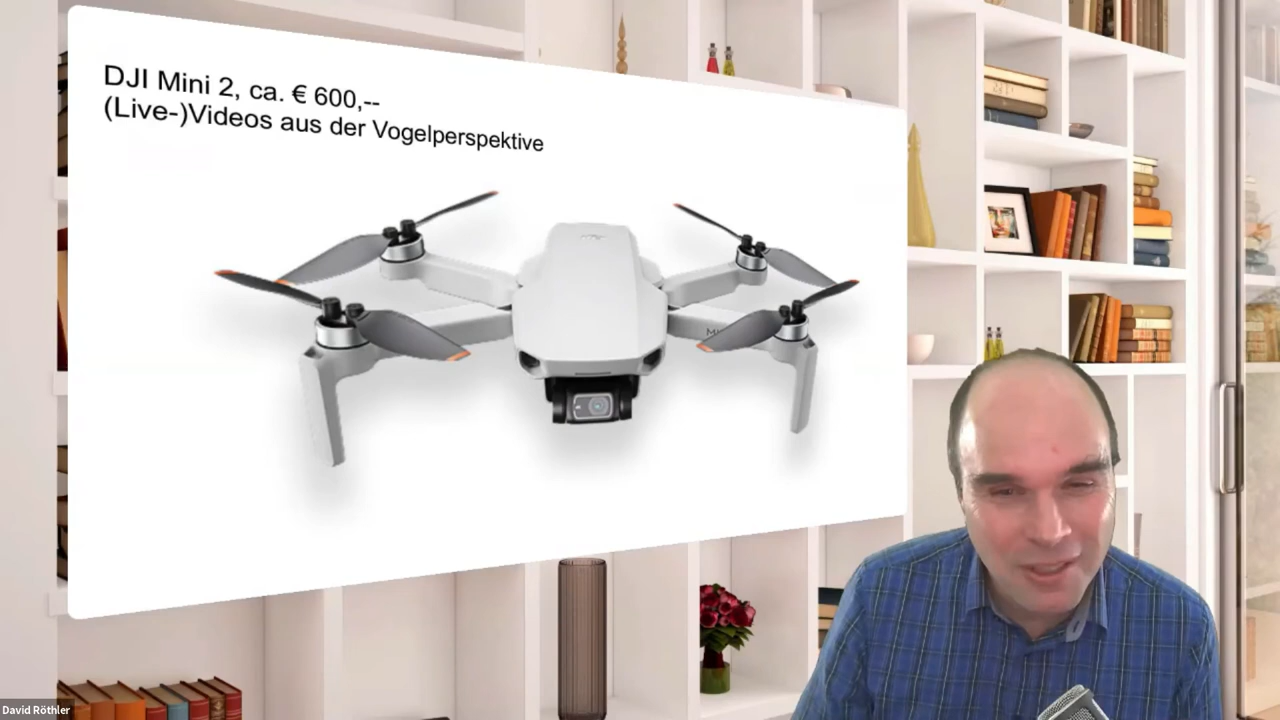 DJI Mini 2, ca. € 600,--
(Live-)Videos aus der Vogelperspektive
David Röthler